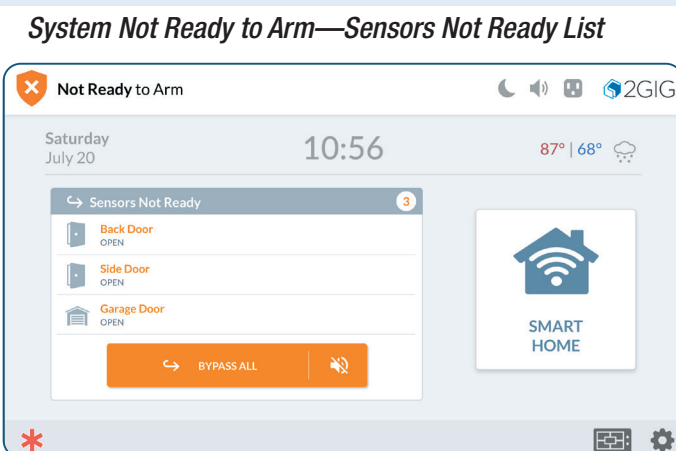 System Not Ready to Arm—Sensors Not Ready List
Not Ready to Arm
2GIG
Saturday
July 20
10:56
87° | 68°
Sensors Not Ready
3
Back Door
OPEN
Side Door
OPEN
Garage Door
OPEN
BYPASS ALL
SMART
HOME